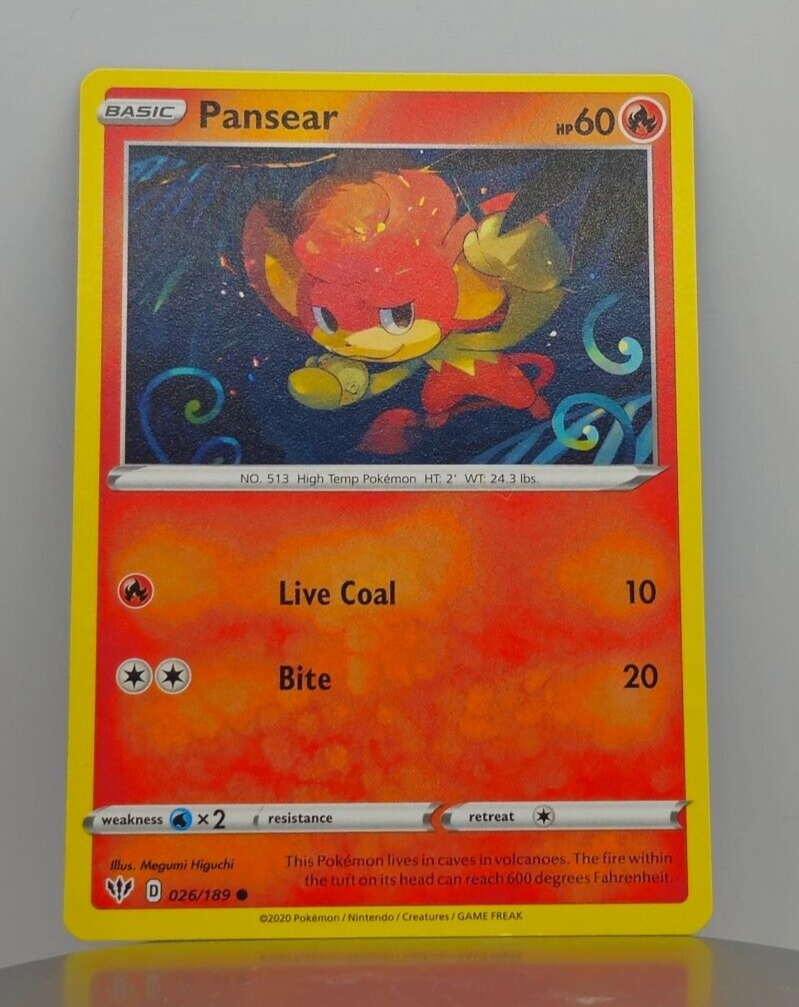 BASIC Pansear HP60
NO. 513 High Temp Pokémon HT: 2' WT: 24.3 lbs.
Live Coal 10
Bite 20
weakness ×2 resistance retreat
Illus. Megumi Higuchi
This Pokémon lives in caves in volcanoes. The fire within
the tuft on its head can reach 600 degrees Fahrenheit.
D 026/189
©2020 Pokémon / Nintendo / Creatures / GAME FREAK